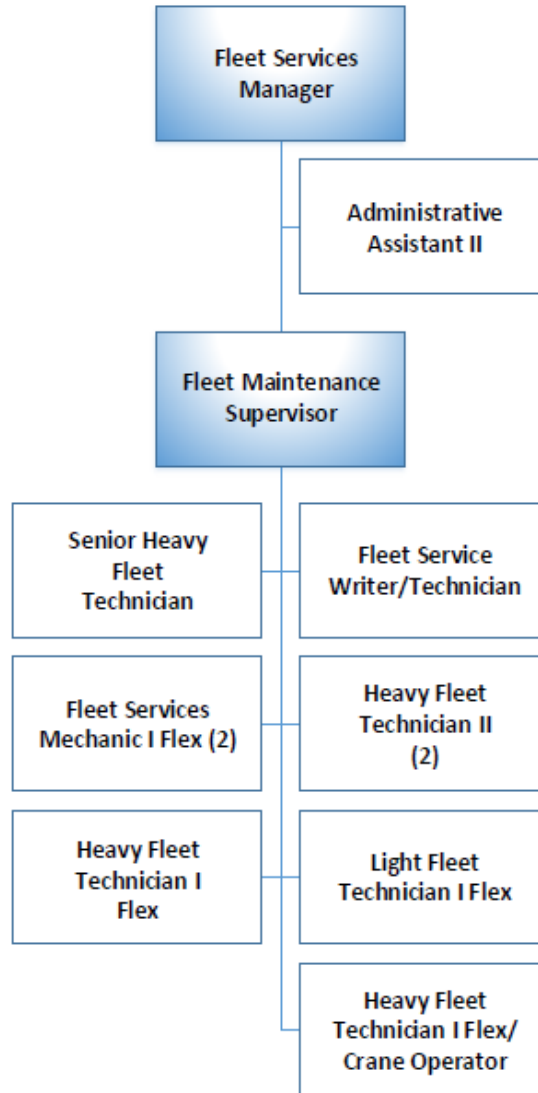 Fleet Services
Manager
Administrative
Assistant II
Fleet Maintenance
Supervisor
Senior Heavy
Fleet
Technician
Fleet Service
Writer/Technician
Fleet Services
Mechanic I Flex (2)
Heavy Fleet
Technician II
(2)
Heavy Fleet
Technician I
Flex
Light Fleet
Technician I Flex
Heavy Fleet
Technician I Flex/
Crane Operator